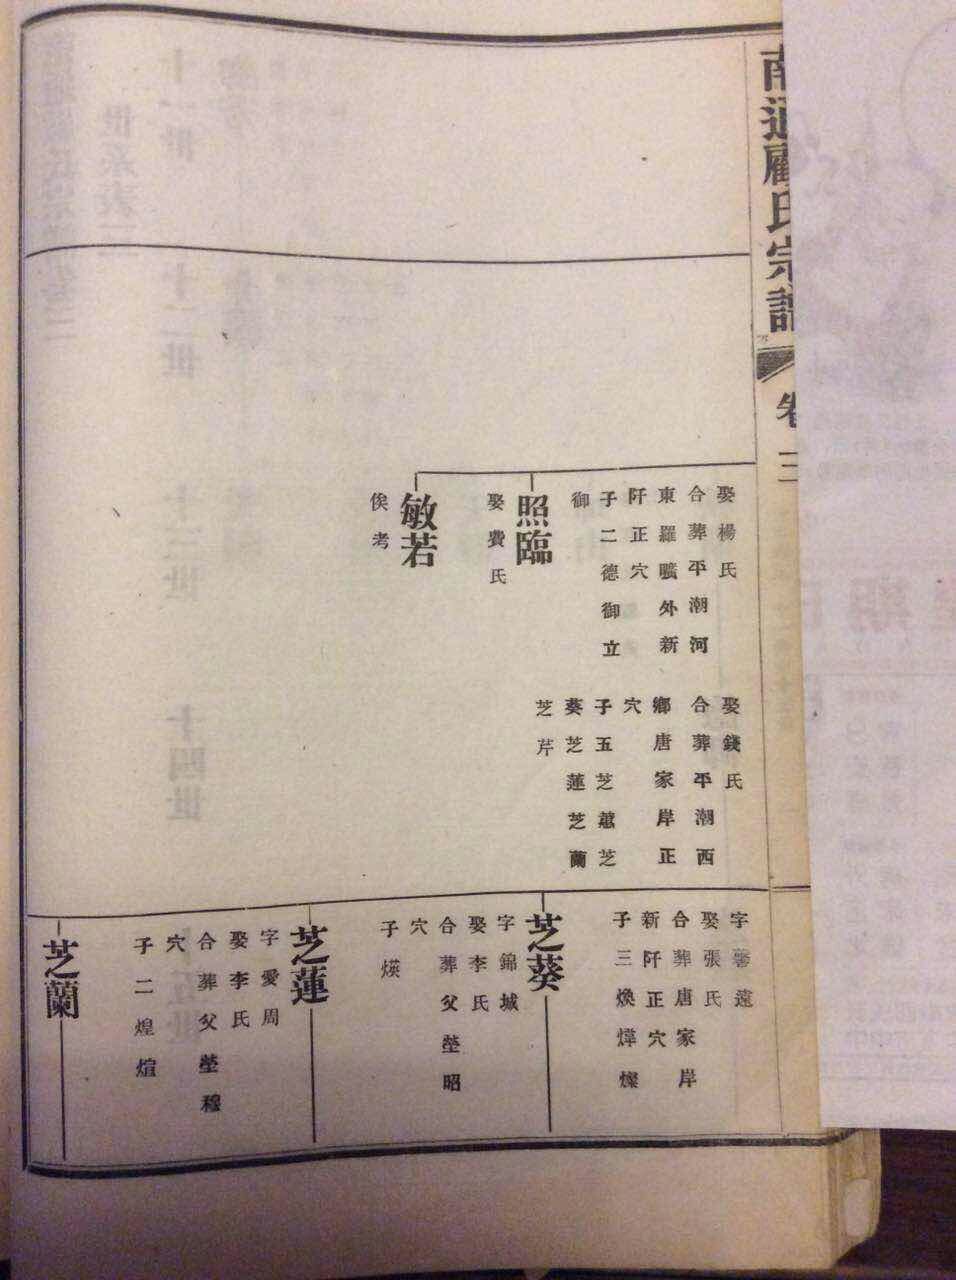 南通顧氏宗譜
卷三
娶楊氏
合葬平潮河
東羅曠外新
阡正穴
子二德御立
御
照臨
娶費氏
敏若
俟考
娶錢氏
合葬平潮西
鄉唐家岸正
穴
子五芝蕙芝
葵芝蓮芝蘭
芝芹
字馨遠
娶張氏
合葬唐家岸
新阡正穴
子三煥煒燦
芝葵
字錦城
娶李氏
合葬父塋昭
穴
子煐
芝蓮
字愛周
娶李氏
合葬父塋穆
穴
子二煌煊
芝蘭